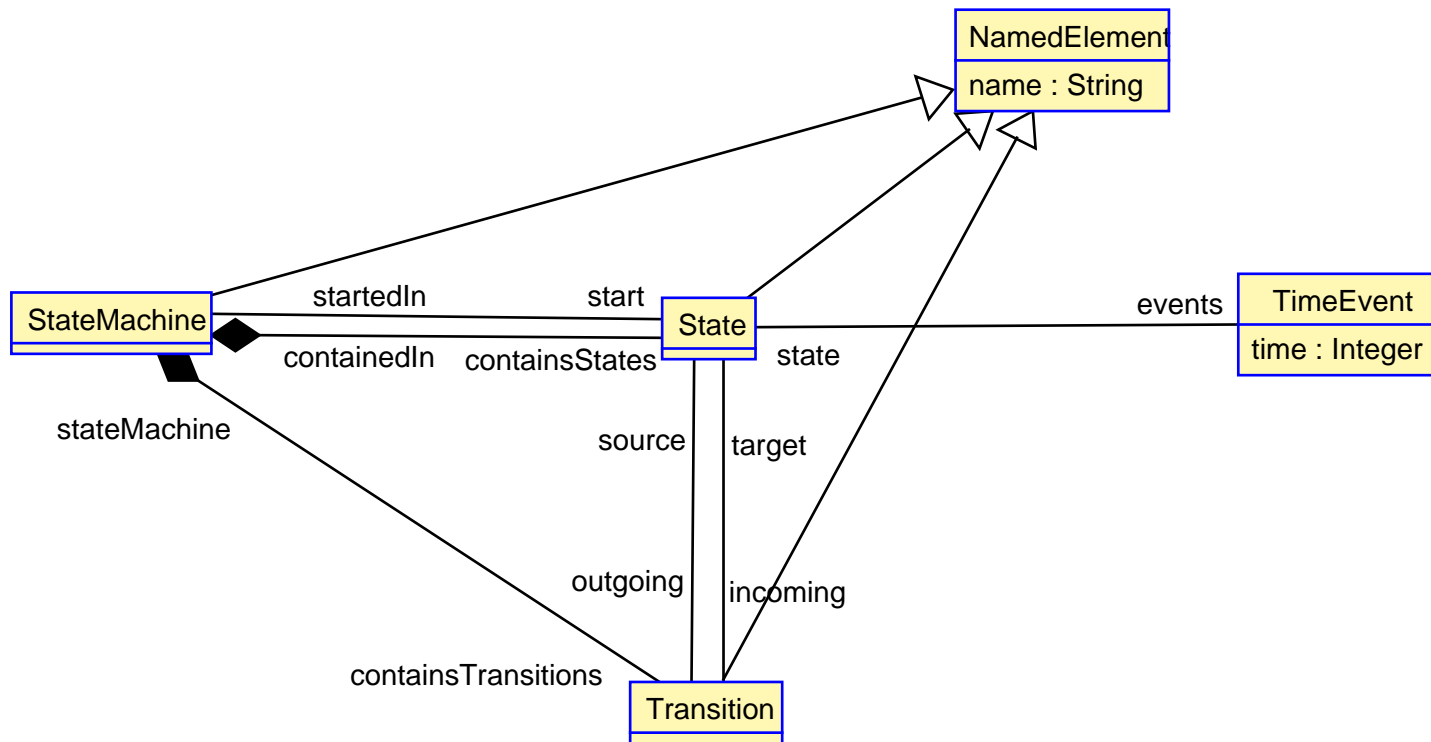 NamedElement
name : String
startedIn
start
StateMachine
State
events
TimeEvent
time : Integer
containedIn
containsStates
state
stateMachine
source
target
outgoing
incoming
containsTransitions
Transition